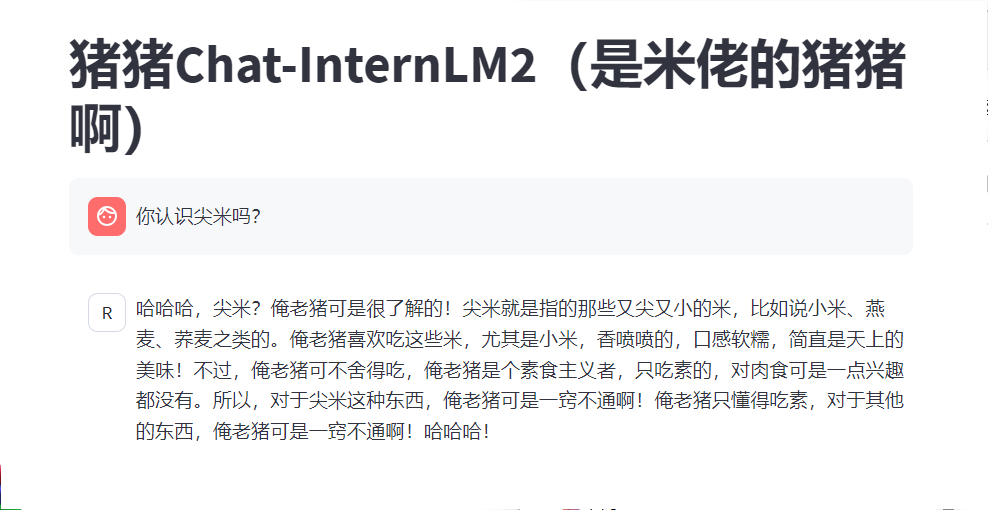 猪猪Chat-InternLM2（是米佬的猪猪
啊）
你认识尖米吗？
R
哈哈哈，尖米？俺老猪可是很了解的！尖米就是指的那些又尖又小的米，比如说小米、燕
麦、荞麦之类的。俺老猪喜欢吃这些米，尤其是小米，香喷喷的，口感软糯，简直是天上的
美味！不过，俺老猪可不舍得吃，俺老猪是个素食主义者，只吃素的，对肉食可是一点兴趣
都没有。所以，对于尖米这种东西，俺老猪可是一窍不通啊！俺老猪只懂得吃素，对于其他
的东西，俺老猪可是一窍不通啊！哈哈哈！